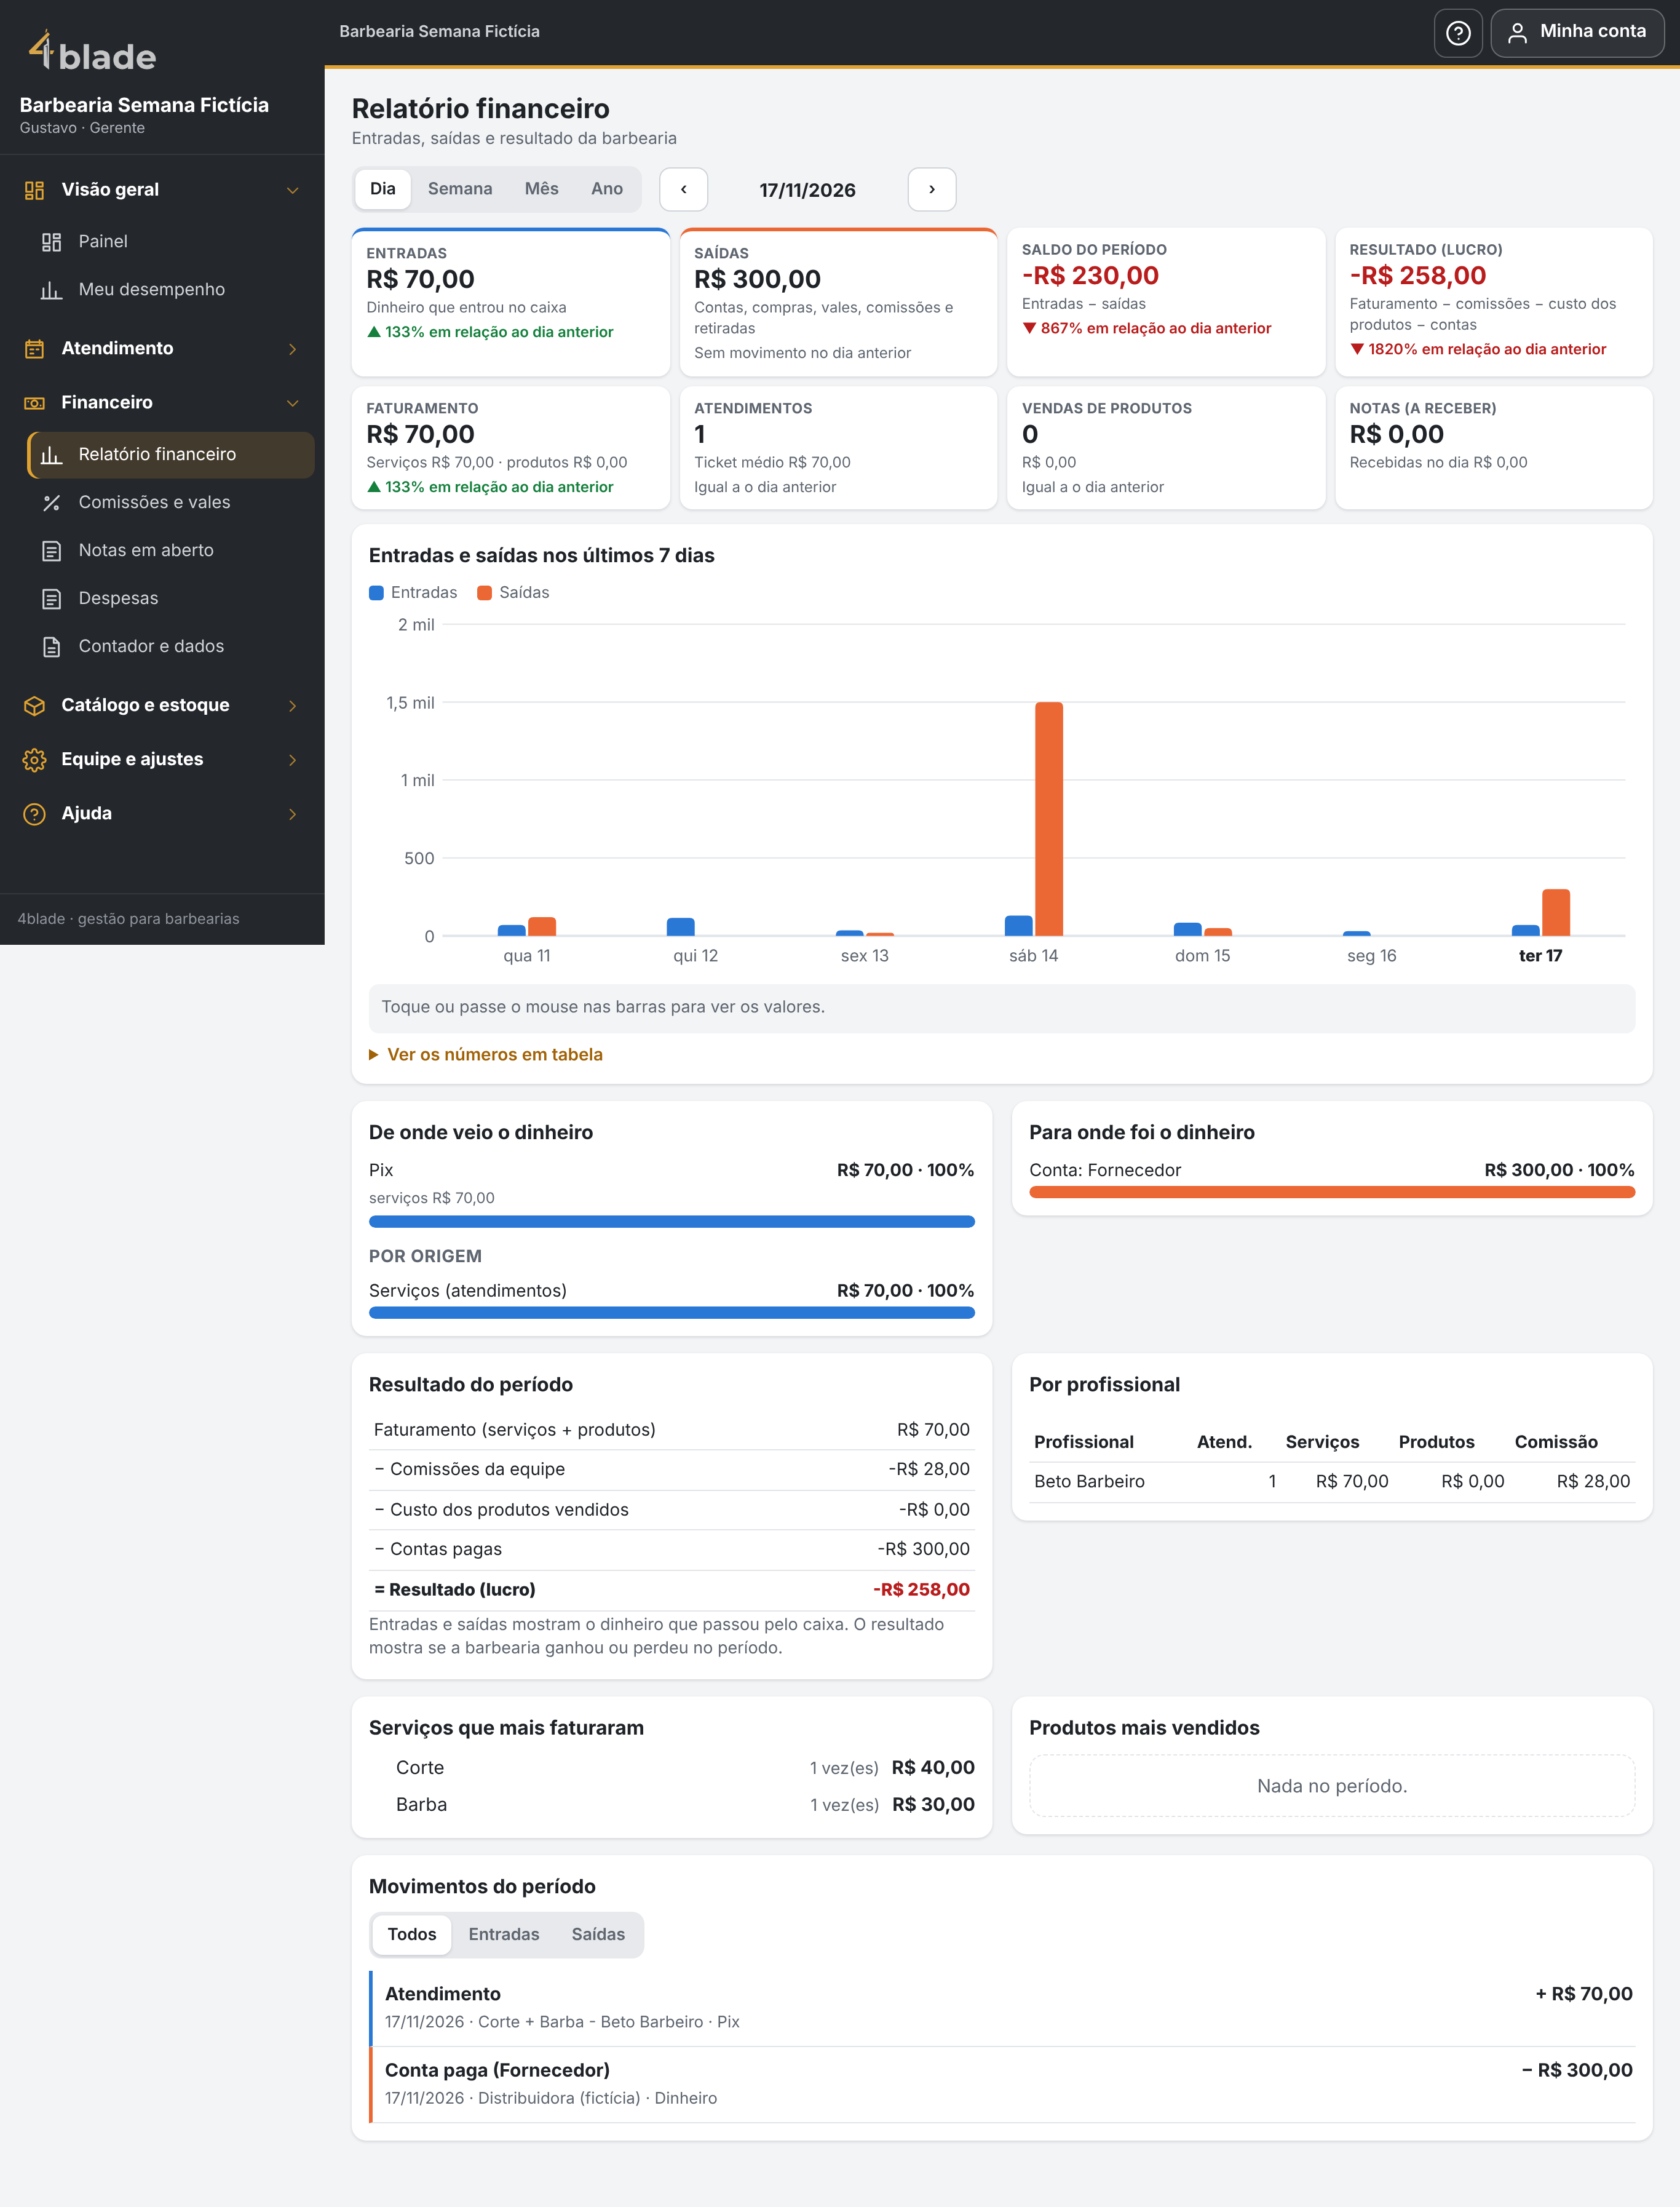 4blade
Barbearia Semana Fictícia
Gustavo · Gerente
Visão geral
Painel
Meu desempenho
Atendimento
Financeiro
Relatório financeiro
Comissões e vales
Notas em aberto
Despesas
Contador e dados
Catálogo e estoque
Equipe e ajustes
Ajuda
4blade · gestão para barbearias
Barbearia Semana Fictícia
Minha conta
Relatório financeiro
Entradas, saídas e resultado da barbearia
Dia Semana Mês Ano ‹ 17/11/2026 ›
ENTRADAS
R$ 70,00
Dinheiro que entrou no caixa
▲ 133% em relação ao dia anterior
SAÍDAS
R$ 300,00
Contas, compras, vales, comissões e
retiradas
Sem movimento no dia anterior
SALDO DO PERÍODO
-R$ 230,00
Entradas − saídas
▼ 867% em relação ao dia anterior
RESULTADO (LUCRO)
-R$ 258,00
Faturamento − comissões − custo dos
produtos − contas
▼ 1820% em relação ao dia anterior
FATURAMENTO
R$ 70,00
Serviços R$ 70,00 · produtos R$ 0,00
▲ 133% em relação ao dia anterior
ATENDIMENTOS
1
Ticket médio R$ 70,00
Igual a o dia anterior
VENDAS DE PRODUTOS
0
R$ 0,00
Igual a o dia anterior
NOTAS (A RECEBER)
R$ 0,00
Recebidas no dia R$ 0,00
Entradas e saídas nos últimos 7 dias
Entradas Saídas
2 mil
1,5 mil
1 mil
500
0
qua 11 qui 12 sex 13 sáb 14 dom 15 seg 16 ter 17
Toque ou passe o mouse nas barras para ver os valores.
▶ Ver os números em tabela
De onde veio o dinheiro
Pix R$ 70,00 · 100%
serviços R$ 70,00
POR ORIGEM
Serviços (atendimentos) R$ 70,00 · 100%
Para onde foi o dinheiro
Conta: Fornecedor R$ 300,00 · 100%
Resultado do período
Faturamento (serviços + produtos) R$ 70,00
− Comissões da equipe -R$ 28,00
− Custo dos produtos vendidos -R$ 0,00
− Contas pagas -R$ 300,00
= Resultado (lucro) -R$ 258,00
Entradas e saídas mostram o dinheiro que passou pelo caixa. O resultado
mostra se a barbearia ganhou ou perdeu no período.
Por profissional
Profissional Atend. Serviços Produtos Comissão
Beto Barbeiro 1 R$ 70,00 R$ 0,00 R$ 28,00
Serviços que mais faturaram
Corte 1 vez(es) R$ 40,00
Barba 1 vez(es) R$ 30,00
Produtos mais vendidos
Nada no período.
Movimentos do período
Todos Entradas Saídas
Atendimento + R$ 70,00
17/11/2026 · Corte + Barba - Beto Barbeiro · Pix
Conta paga (Fornecedor) − R$ 300,00
17/11/2026 · Distribuidora (fictícia) · Dinheiro